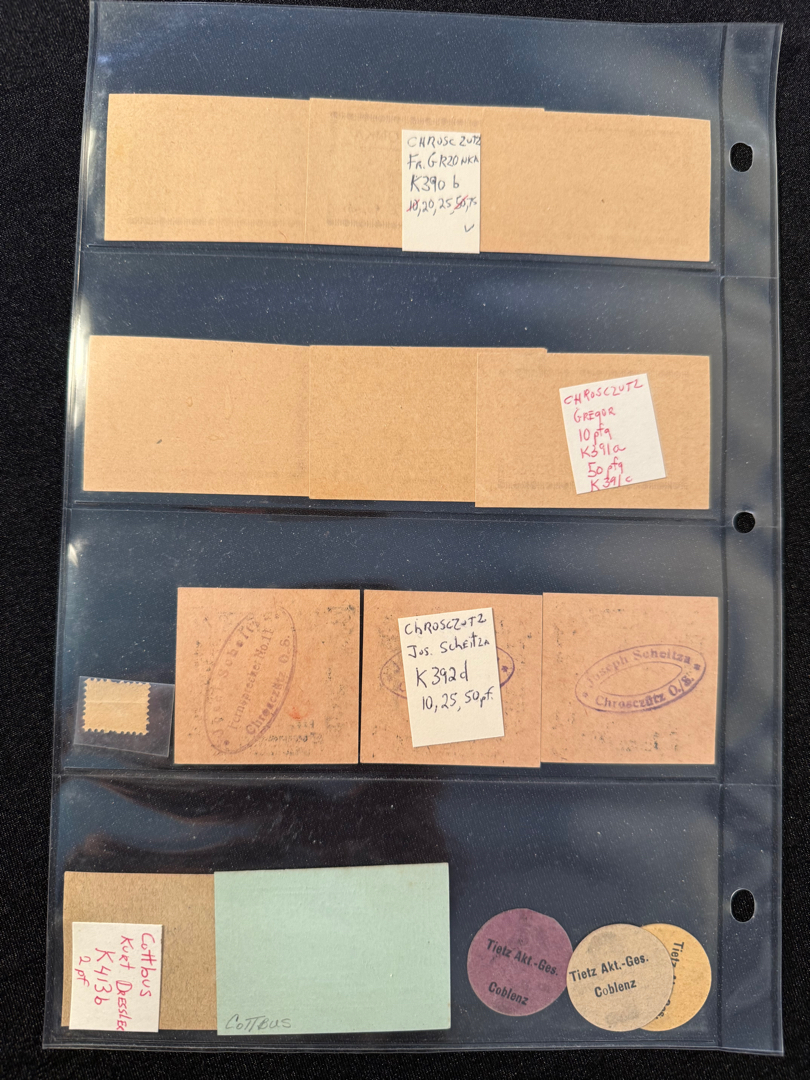 CHROSCZUTZ
FR. GRZONKA
K390 b
10, 20, 25, 50,
CHROSCZUTZ
GREGOR
10 pfg
K391a
50 pfg
K391c
Chrosczütz O.S.
CHROSCZUTZ
JOS. SCHEITZA
K392d
10, 25, 50 pf.
Joseph Scheitza
Chrosczütz O./S.
Cottbus
KURT DRESSLER
K413b
2 pf
COTTBUS
Tietz Akt.-Ges.
Coblenz
Tietz Akt.-Ges.
Coblenz
Tietz